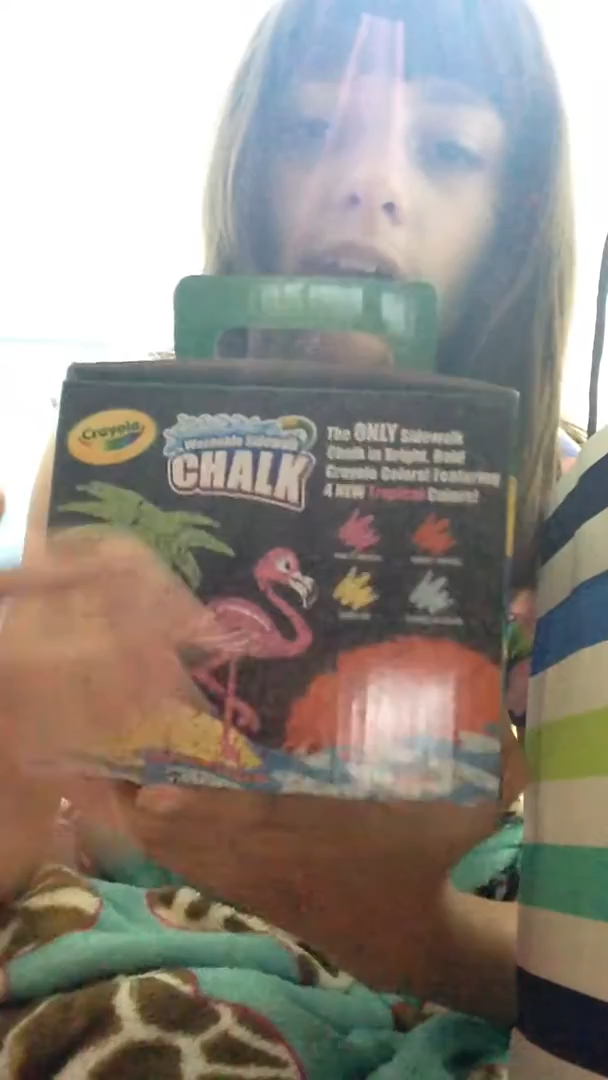 Crayola
Washable Sidewalk
CHALK
The ONLY Sidewalk
Chalk in Bright, Bold
Crayola Colors! Featuring
4 NEW Tropical Colors!